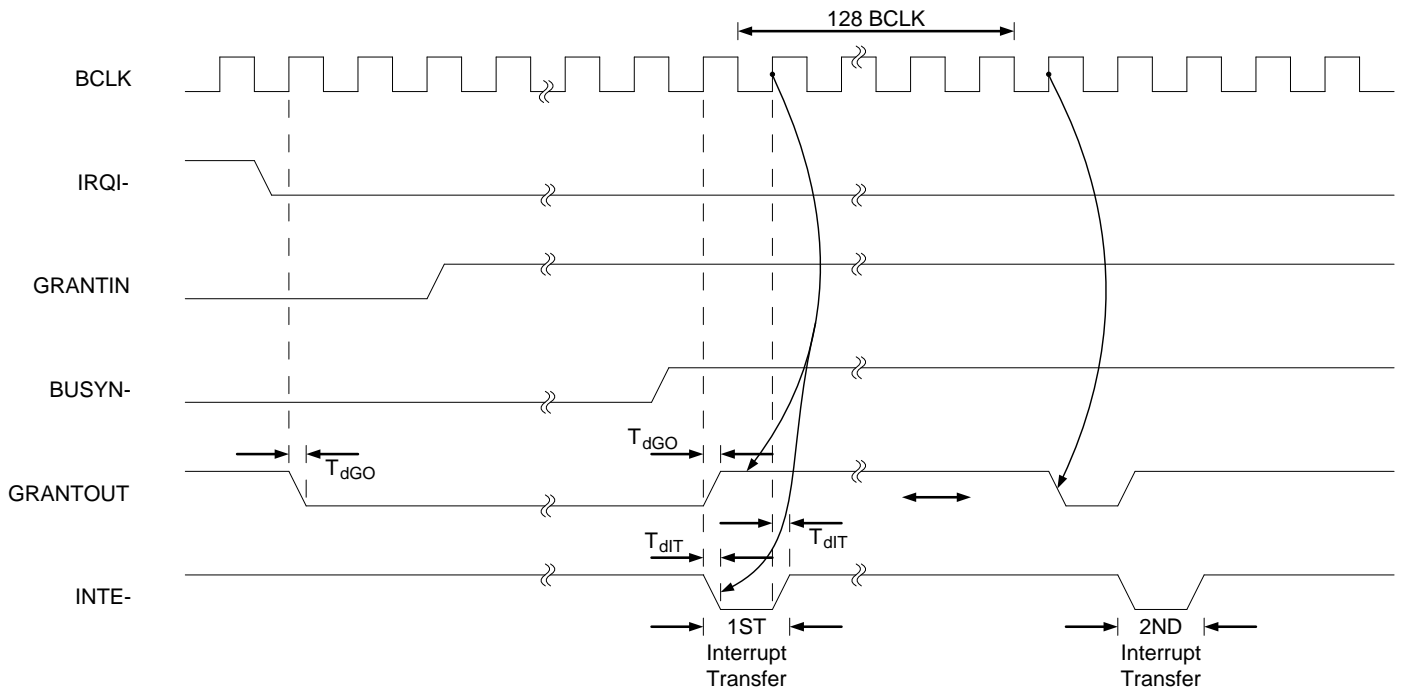 128 BCLK
BCLK
IRQI-
GRANTIN
BUSYN-
TdGO
TdGO
GRANTOUT
TdIT
TdIT
INTE-
1ST
Interrupt
Transfer
2ND
Interrupt
Transfer